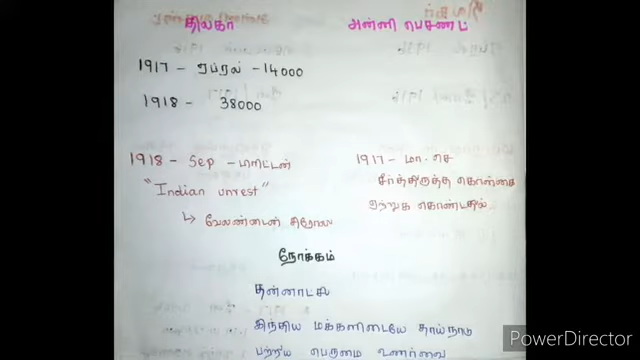 திலகர்
அன்னி பெசண்ட்
1917 - ஏப்ரல் - 14000
1918 - 38000
1918 - Sep - பிரிட்டன்
"Indian unrest"
↳ வேலண்டைன் சிரோல்
1917 - மா.செ
சீர்த்திருத்த கொள்கை
ஏற்றுக கொண்டதில்
நோக்கம்
தன்னாட்சி
இந்திய மக்களிடையே தாய்நாடு
பற்றிய பெருமை உணர்வை
PowerDirector